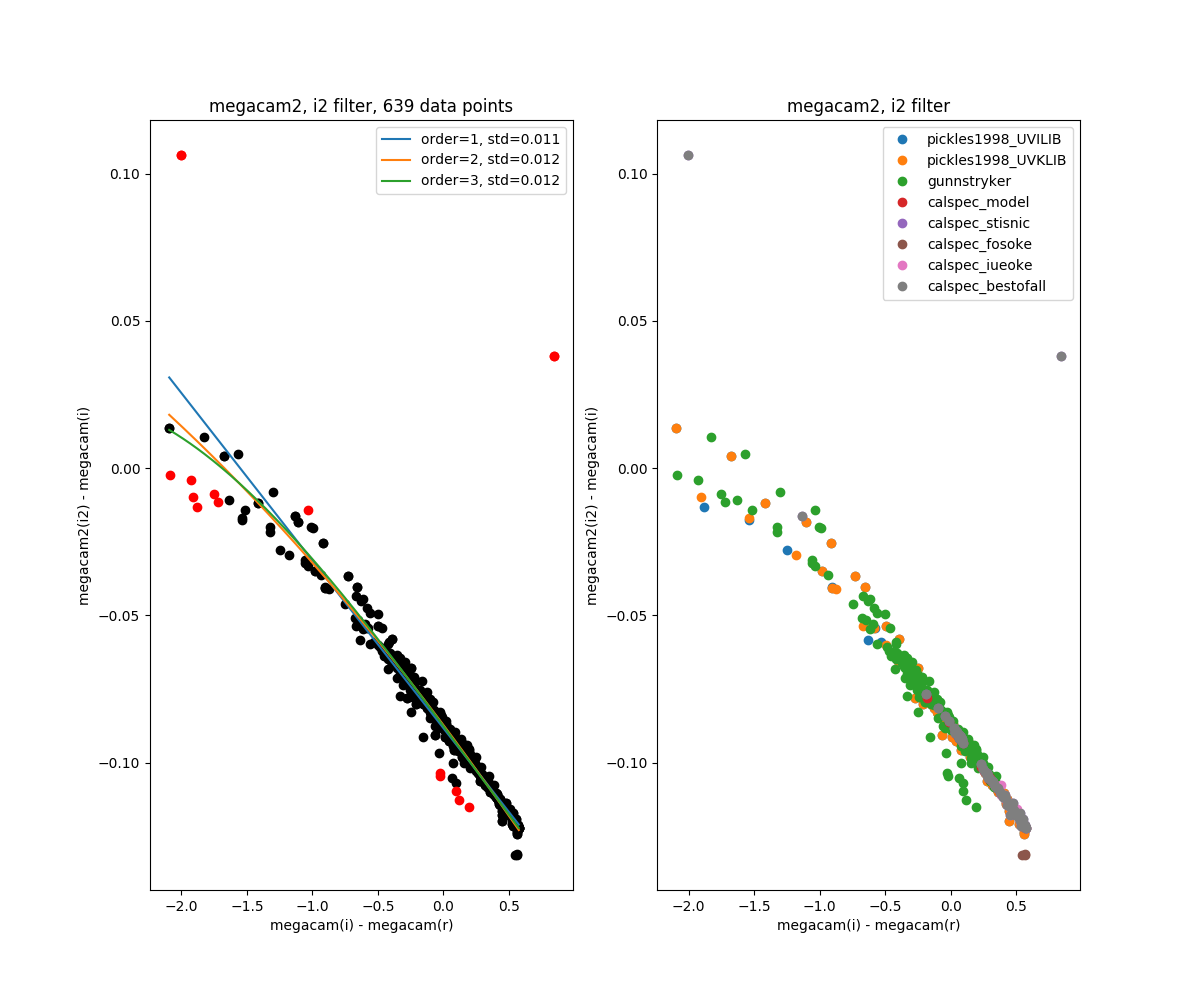 megacam2, i2 filter, 639 data points
order=1, std=0.011
order=2, std=0.012
order=3, std=0.012
0.10
0.05
0.00
−0.05
−0.10
megacam2(i2) - megacam(i)
−2.0 −1.5 −1.0 −0.5 0.0 0.5
megacam(i) - megacam(r)
megacam2, i2 filter
pickles1998_UVILIB
pickles1998_UVKLIB
gunnstryker
calspec_model
calspec_stisnic
calspec_fosoke
calspec_iueoke
calspec_bestofall
0.10
0.05
0.00
−0.05
−0.10
megacam2(i2) - megacam(i)
−2.0 −1.5 −1.0 −0.5 0.0 0.5
megacam(i) - megacam(r)